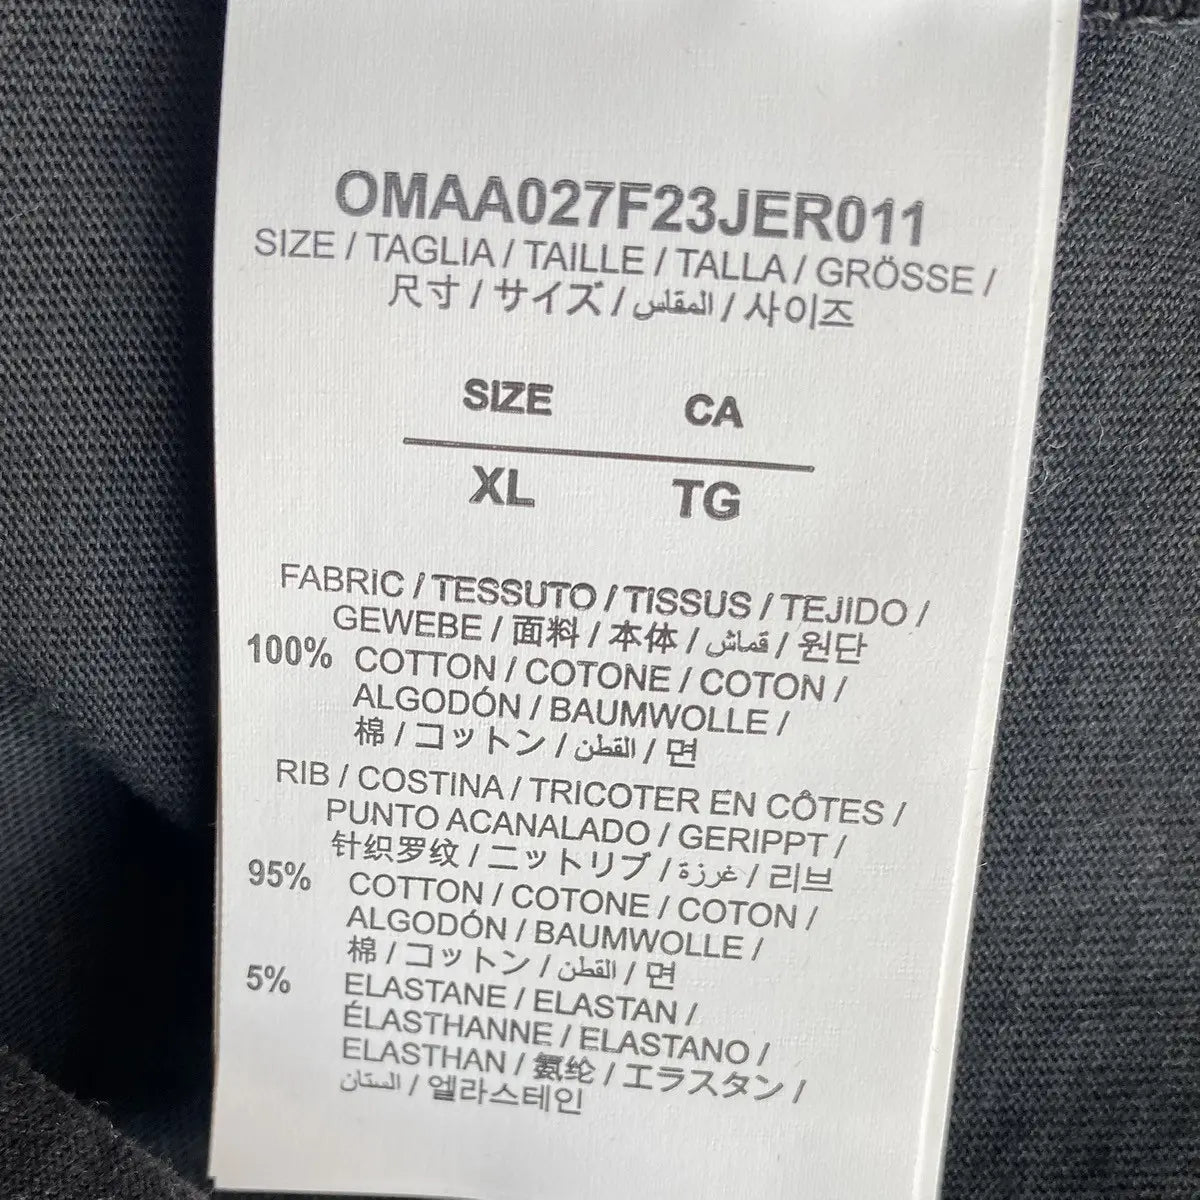 OMAA027F23JER011
SIZE / TAGLIA / TAILLE / TALLA / GRÖSSE /
尺寸 / サイズ / المقاس / 사이즈
SIZE CA
XL TG
FABRIC / TESSUTO / TISSUS / TEJIDO /
GEWEBE / 面料 / 本体 / قماش / 원단
100% COTTON / COTONE / COTON /
ALGODÓN / BAUMWOLLE /
棉 / コットン / القطن / 면
RIB / COSTINA / TRICOTER EN CÔTES /
PUNTO ACANALADO / GERIPPT /
针织罗纹 / ニットリブ / غرزة / 리브
95% COTTON / COTONE / COTON /
ALGODÓN / BAUMWOLLE /
棉 / コットン / القطن / 면
5% ELASTANE / ELASTAN /
ÉLASTHANNE / ELASTANO /
ELASTHAN / 氨纶 / エラスタン /
الستان / 엘라스테인